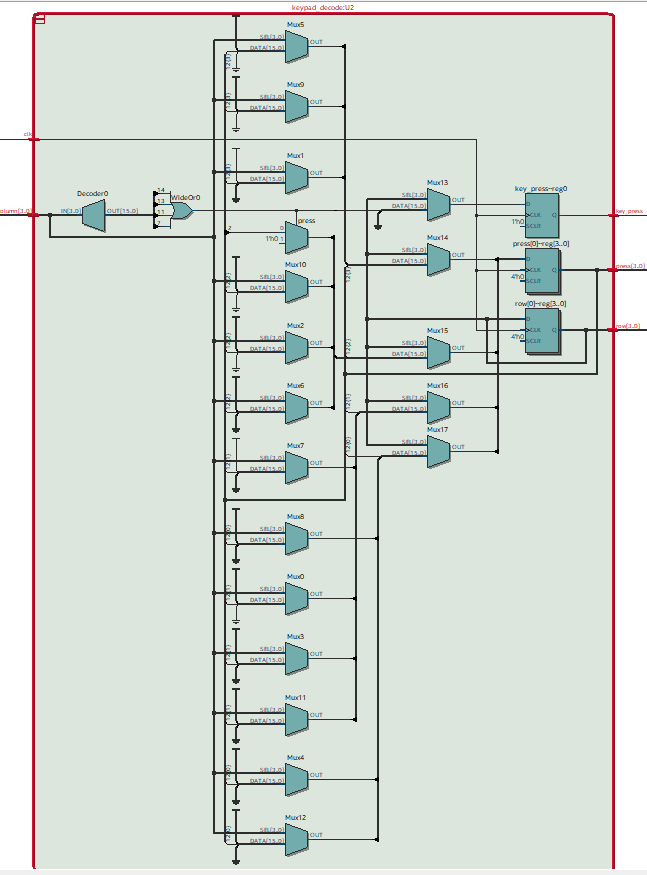 keypad_decode:U2
Mux5
SEL[3..0]
DATA[15..0]
OUT
Mux9
SEL[3..0]
DATA[15..0]
OUT
clk
Mux1
SEL[3..0]
DATA[15..0]
OUT
Decoder0
IN[3..0]
OUT[15..0]
WideOr0
14
13
11
7
column[3..0]
press
2
0
1'h0
1
Mux13
SEL[3..0]
DATA[15..0]
OUT
key_press~reg0
D
CLK
Q
1'h0
SCLR
key_press
Mux10
SEL[3..0]
DATA[15..0]
OUT
Mux14
SEL[3..0]
DATA[15..0]
OUT
press[0]~reg[3..0]
D
CLK
Q
4'h0
SCLR
press[3..0]
Mux2
SEL[3..0]
DATA[15..0]
OUT
Mux15
SEL[3..0]
DATA[15..0]
OUT
row[0]~reg[3..0]
D
CLK
Q
4'h0
SCLR
row[3..0]
Mux6
SEL[3..0]
DATA[15..0]
OUT
Mux16
SEL[3..0]
DATA[15..0]
OUT
Mux7
SEL[3..0]
DATA[15..0]
OUT
Mux17
SEL[3..0]
DATA[15..0]
OUT
Mux8
SEL[3..0]
DATA[15..0]
OUT
Mux0
SEL[3..0]
DATA[15..0]
OUT
Mux3
SEL[3..0]
DATA[15..0]
OUT
Mux11
SEL[3..0]
DATA[15..0]
OUT
Mux4
SEL[3..0]
DATA[15..0]
OUT
Mux12
SEL[3..0]
DATA[15..0]
OUT